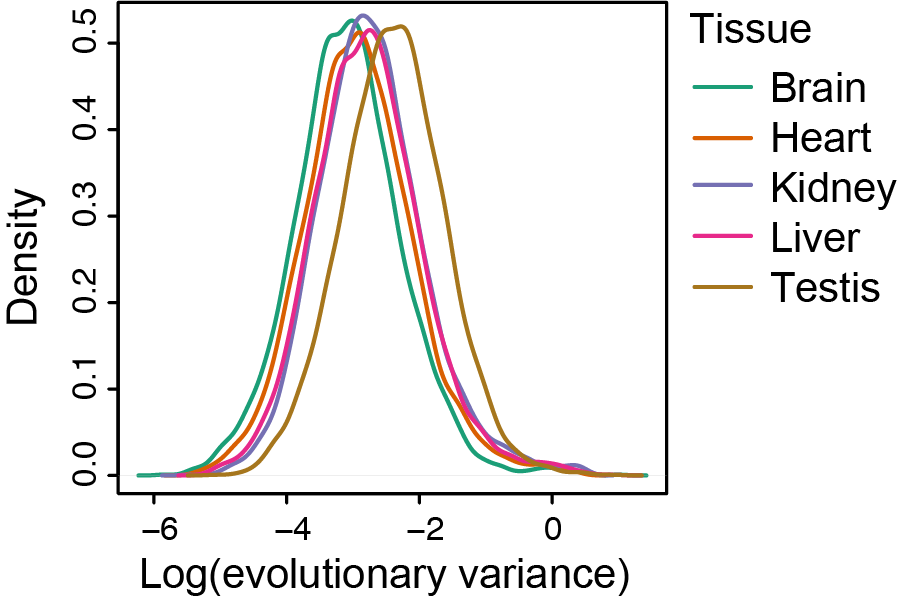 Tissue
Brain
Heart
Kidney
Liver
Testis
Density
0.5
0.4
0.3
0.2
0.1
0.0
−6 −4 −2 0
Log(evolutionary variance)